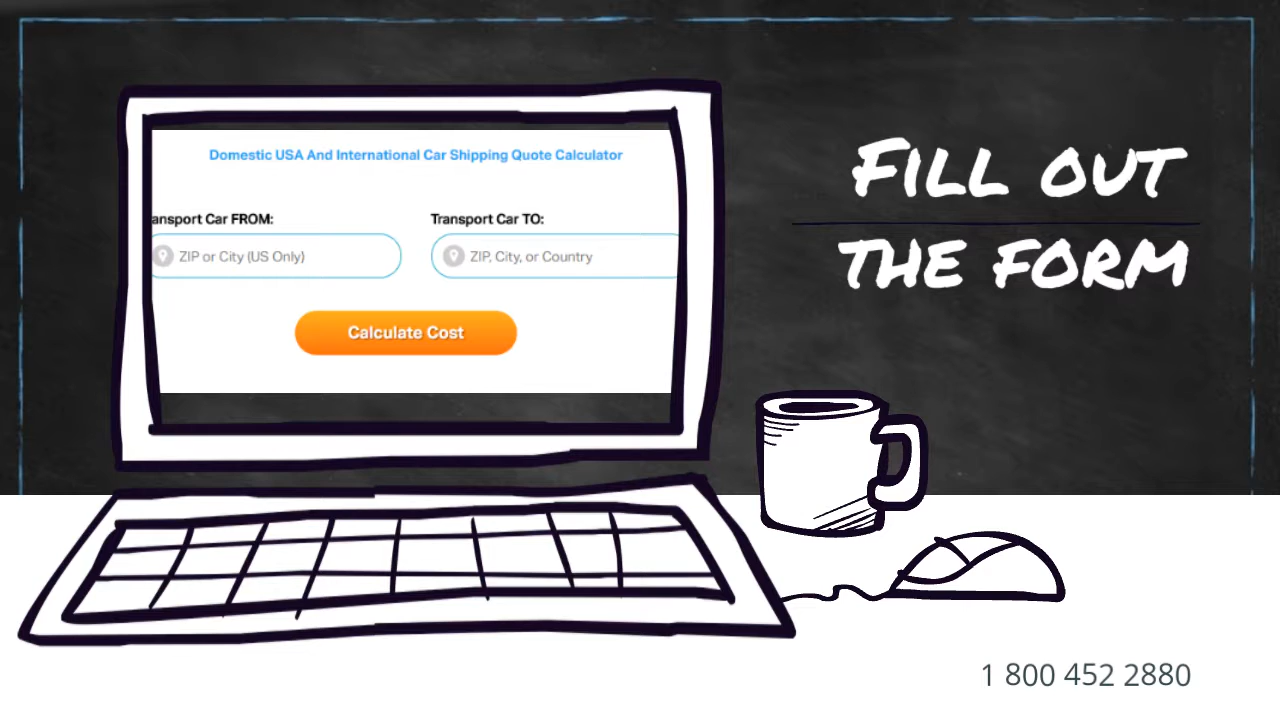 Domestic USA And International Car Shipping Quote Calculator
ansport Car FROM:
Transport Car TO:
ZIP or City (US Only)
ZIP, City, or Country
Calculate Cost
FILL OUT
THE FORM
1 800 452 2880